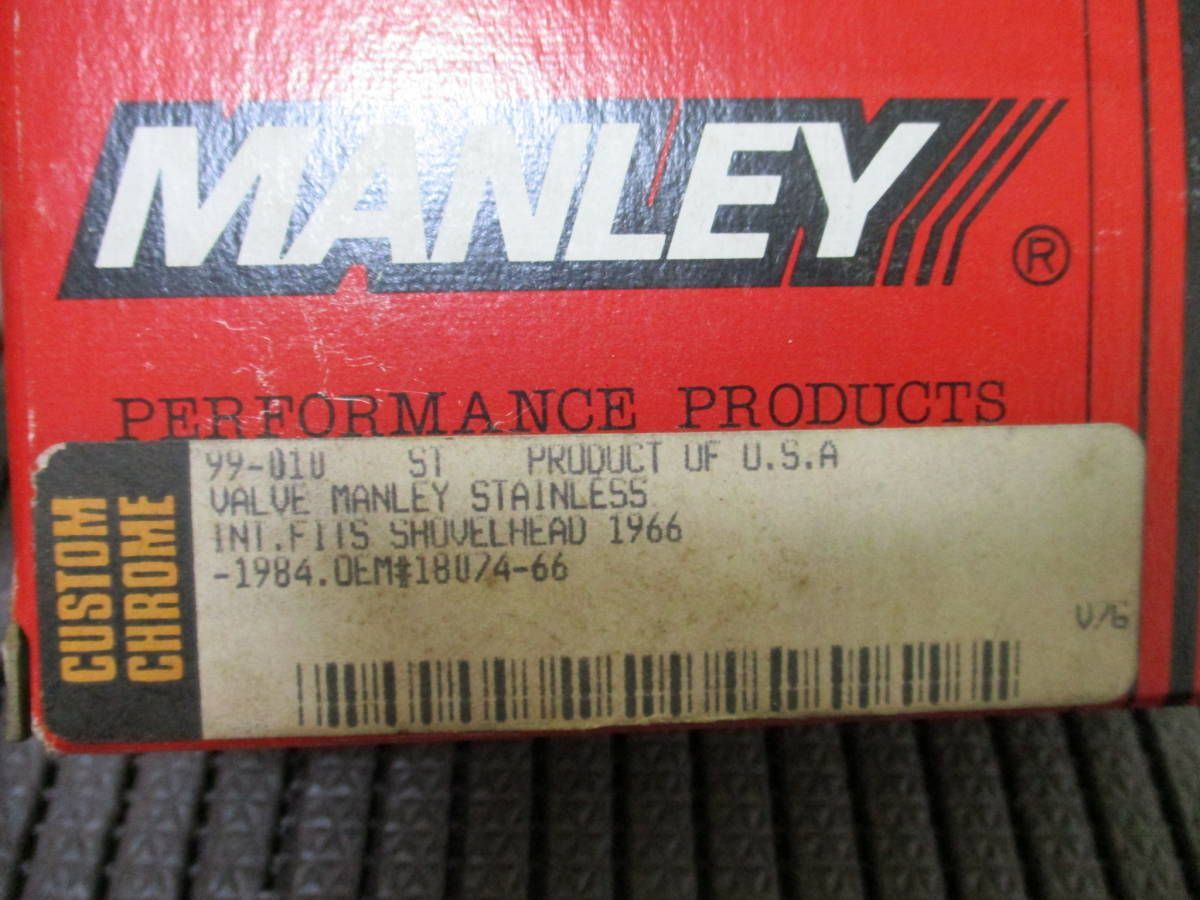 MANLEY ®
PERFORMANCE PRODUCTS
CUSTOM
CHROME
99-010 ST PRODUCT OF U.S.A
VALVE MANLEY STAINLESS
INT.FITS SHOVELHEAD 1966
-1984.OEM#18074-66
V76